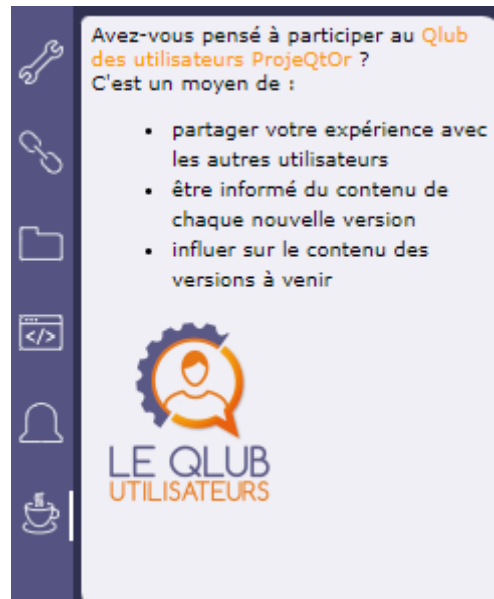 Avez-vous pensé à participer au Qlub
des utilisateurs ProjeQtOr ?
C'est un moyen de :
• partager votre expérience avec
les autres utilisateurs
• être informé du contenu de
chaque nouvelle version
• influer sur le contenu des
versions à venir
LE QLUB
UTILISATEURS